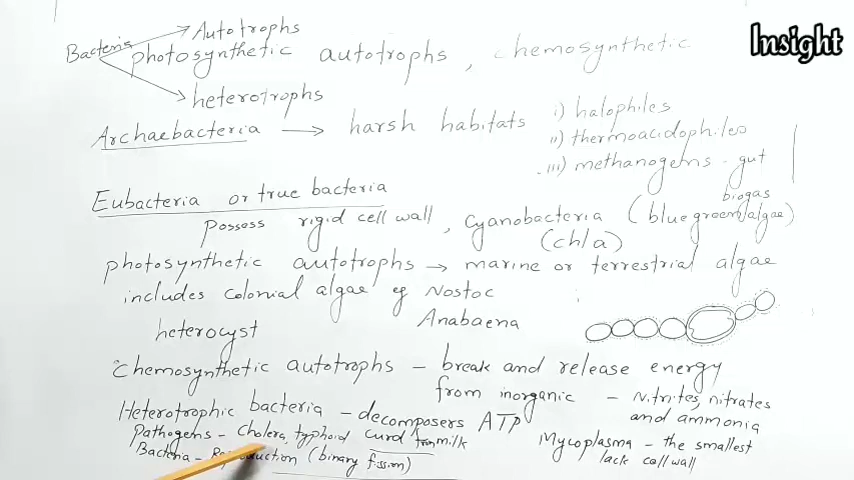 Insight
Autotrophs
Bacteria
photosynthetic autotrophs, chemosynthetic
heterotrophs
Archaebacteria → harsh habitats
i) halophiles
ii) thermoacidophiles
iii) methanogens - gut
biogas
Eubacteria or true bacteria
Possess rigid cell wall, Cyanobacteria (blue green algae)
(chl a)
photosynthetic autotrophs → marine or terrestrial algae
includes colonial algae eg Nostoc
Anabaena
heterocyst
Chemosynthetic autotrophs - break and release energy
from inorganic - Nitrites, nitrates
and ammonia
Heterotrophic bacteria - decomposers ATP
Pathogens - Cholera, typhoid curd from milk
Mycoplasma - the smallest
lack cell wall
Bacteria - Reproduction (binary fission)